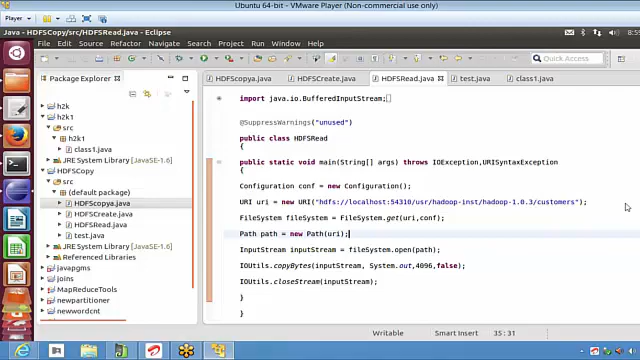 Ubuntu 64-bit - VMware Player (Non-commercial use only)
Player
Java - HDFSCopy/src/HDFSRead.java - Eclipse
File Edit Source Refactor Navigate Search Project Run Window Help
Quick Access
Package Explorer
HDFScopya.java HDFSCreate.java HDFSRead.java test.java class1.java
h2k
h2k1
src
h2k1
class1.java
JRE System Library [JavaSE-1.6]
HDFSCopy
src
(default package)
HDFScopya.java
HDFSCreate.java
HDFSRead.java
test.java
JRE System Library [JavaSE-1.6]
Referenced Libraries
javapgms
joins
MapReduceTools
newpartitioner
newwordcnt
import java.io.BufferedInputStream;
@SuppressWarnings("unused")
public class HDFSRead
{
public static void main(String[] args) throws IOException,URISyntaxException
{
Configuration conf = new Configuration();
URI uri = new URI("hdfs://localhost:54310/usr/hadoop-inst/hadoop-1.0.3/customers");
FileSystem fileSystem = FileSystem.get(uri,conf);
Path path = new Path(uri);
InputStream inputStream = fileSystem.open(path);
IOUtils.copyBytes(inputStream, System.out,4096,false);
IOUtils.closeStream(inputStream);
}
}
Writable Smart Insert 35 : 31